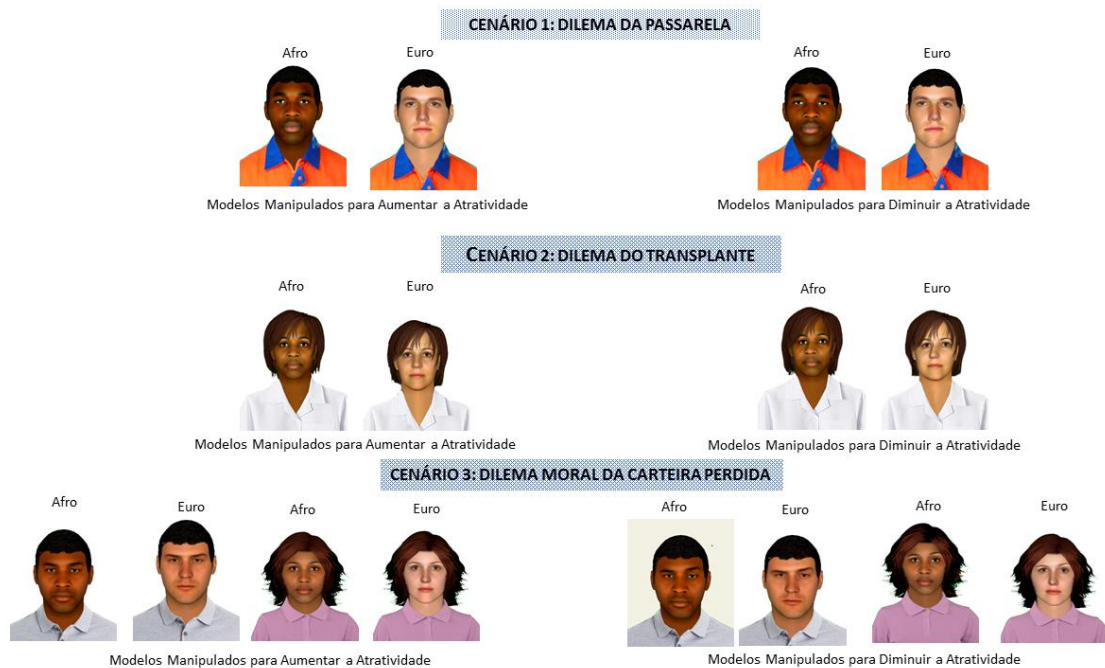 CENÁRIO 1: DILEMA DA PASSARELA
Afro Euro Afro Euro
Modelos Manipulados para Aumentar a Atratividade Modelos Manipulados para Diminuir a Atratividade
CENÁRIO 2: DILEMA DO TRANSPLANTE
Afro Euro Afro Euro
Modelos Manipulados para Aumentar a Atratividade Modelos Manipulados para Diminuir a Atratividade
CENÁRIO 3: DILEMA MORAL DA CARTEIRA PERDIDA
Afro Euro Afro Euro Afro Euro Afro Euro
Modelos Manipulados para Aumentar a Atratividade Modelos Manipulados para Diminuir a Atratividade